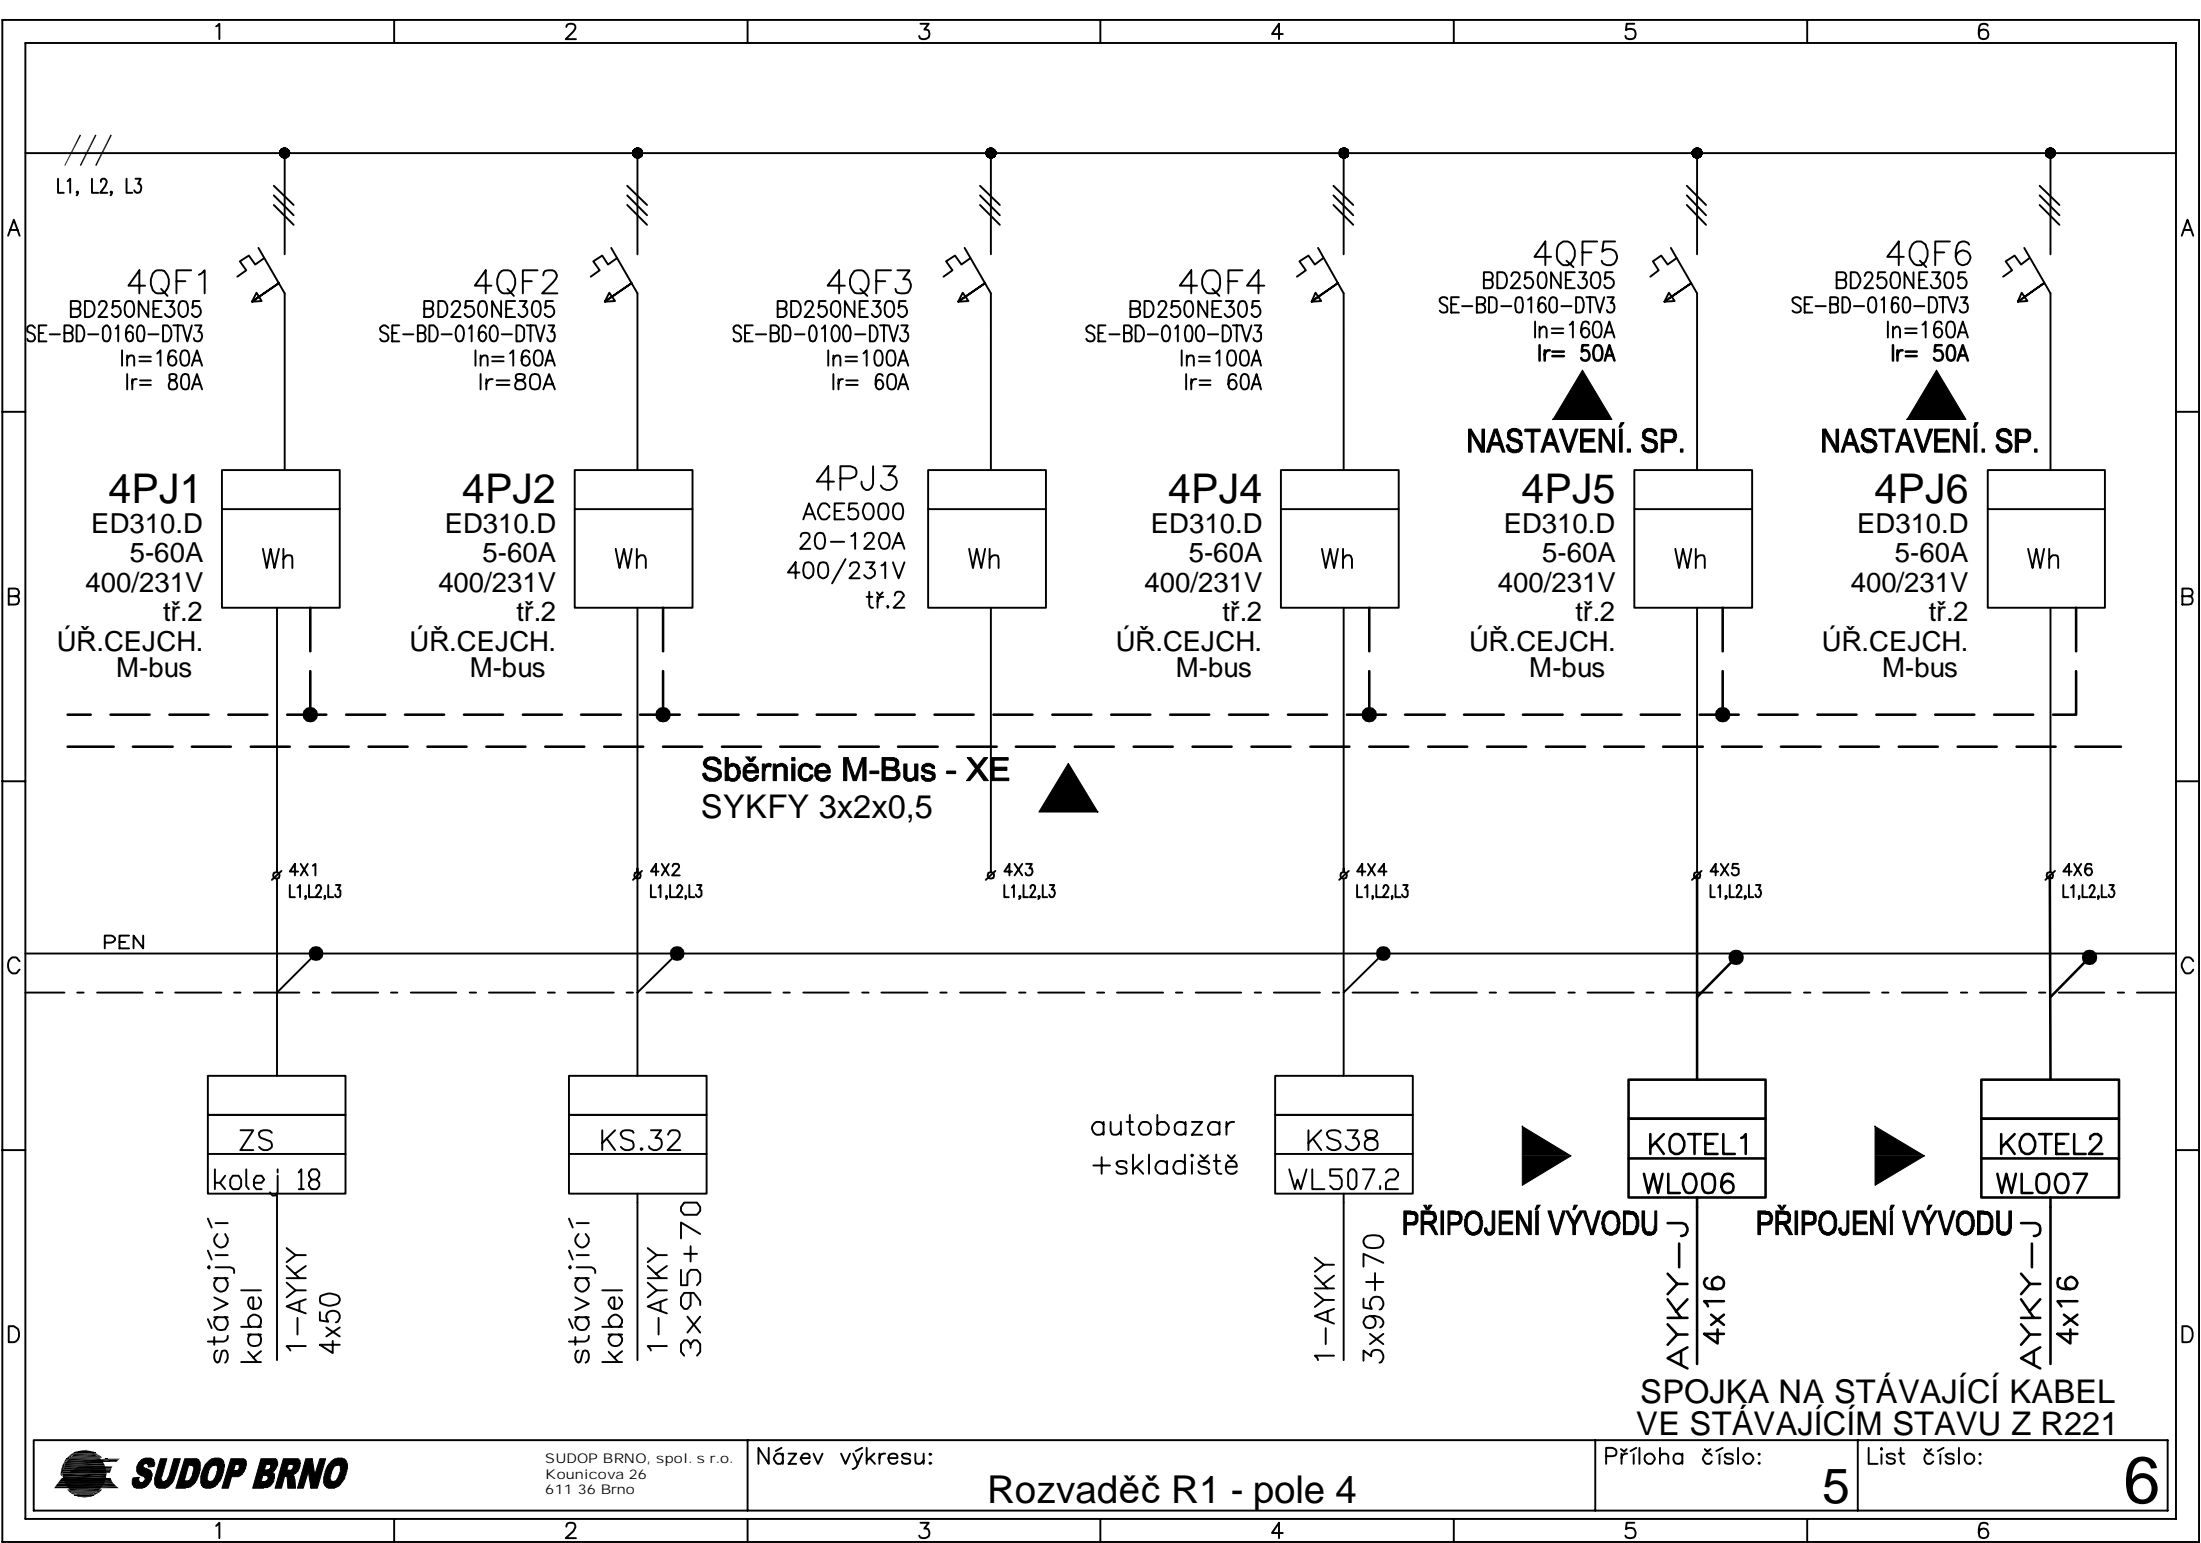 1 2 3 4 5 6
L1, L2, L3
A A
4QF1
BD250NE305
SE-BD-0160-DTV3
In=160A
Ir= 80A
4QF2
BD250NE305
SE-BD-0160-DTV3
In=160A
Ir=80A
4QF3
BD250NE305
SE-BD-0100-DTV3
In=100A
Ir= 60A
4QF4
BD250NE305
SE-BD-0100-DTV3
In=100A
Ir= 60A
4QF5
BD250NE305
SE-BD-0160-DTV3
In=160A
Ir= 50A
NASTAVENÍ. SP.
4QF6
BD250NE305
SE-BD-0160-DTV3
In=160A
Ir= 50A
NASTAVENÍ. SP.
B B
4PJ1
ED310.D
5-60A
400/231V
tř.2
ÚŘ.CEJCH.
M-bus
Wh
4PJ2
ED310.D
5-60A
400/231V
tř.2
ÚŘ.CEJCH.
M-bus
Wh
4PJ3
ACE5000
20-120A
400/231V
tř.2
Wh
4PJ4
ED310.D
5-60A
400/231V
tř.2
ÚŘ.CEJCH.
M-bus
Wh
4PJ5
ED310.D
5-60A
400/231V
tř.2
ÚŘ.CEJCH.
M-bus
Wh
4PJ6
ED310.D
5-60A
400/231V
tř.2
ÚŘ.CEJCH.
M-bus
Wh
Sběrnice M-Bus - XE
SYKFY 3x2x0,5
4X1
L1,L2,L3
4X2
L1,L2,L3
4X3
L1,L2,L3
4X4
L1,L2,L3
4X5
L1,L2,L3
4X6
L1,L2,L3
PEN
C C
ZS
kolej 18
stávající
kabel
1-AYKY
4x50
KS.32
stávající
kabel
1-AYKY
3x95+70
autobazar
+skladiště
KS38
WL507.2
1-AYKY
3x95+70
KOTEL1
WL006
PŘIPOJENÍ VÝVODU
AYKY-J
4x16
KOTEL2
WL007
PŘIPOJENÍ VÝVODU
AYKY-J
4x16
D D
SPOJKA NA STÁVAJÍCÍ KABEL
VE STÁVAJÍCÍM STAVU Z R221
SUDOP BRNO
SUDOP BRNO, spol. s r.o.
Kounicova 26
611 36 Brno
Název výkresu:
Rozvaděč R1 - pole 4
Příloha číslo:
5
List číslo:
6
1 2 3 4 5 6